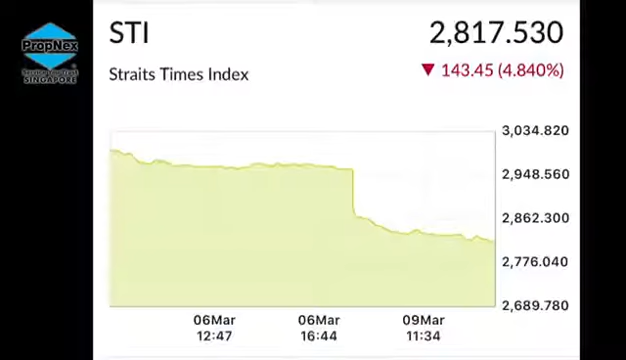 PropNex
SINGAPORE
STI
2,817.530
Straits Times Index
▼ 143.45 (4.840%)
3,034.820
2,948.560
2,862.300
2,776.040
2,689.780
06Mar
12:47
06Mar
16:44
09Mar
11:34